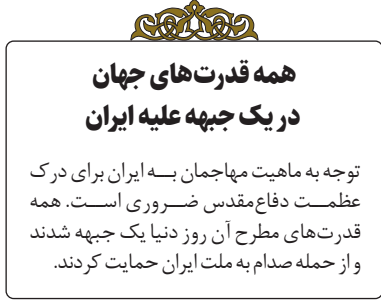 همه قدرت‌های جهان
در یک جبهه علیه ایران
توجه به ماهیت مهاجمان به ایران برای درک
عظمت دفاع‌مقدس ضروری است. همه
قدرت‌های مطرح آن روز دنیا یک جبهه شدند
و از حمله صدام به ملت ایران حمایت کردند.